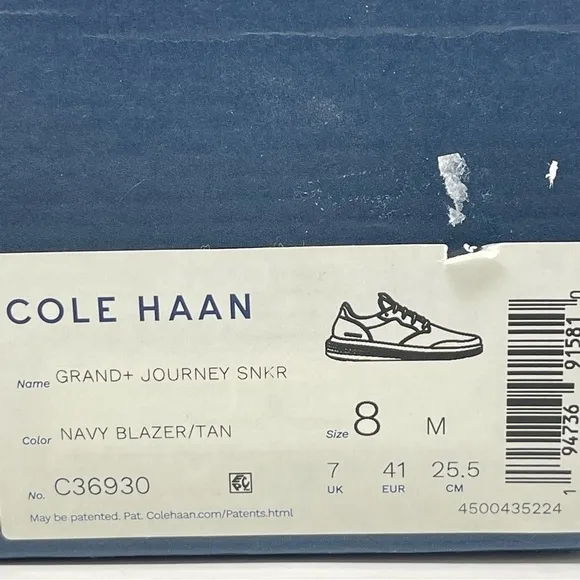 COLE HAAN
Name GRAND+ JOURNEY SNKR
Color NAVY BLAZER/TAN
Size 8 M
7 41 25.5
UK EUR CM
No. C36930
4500435224
May be patented. Pat. Colehaan.com/Patents.html
1 94736 91581 0